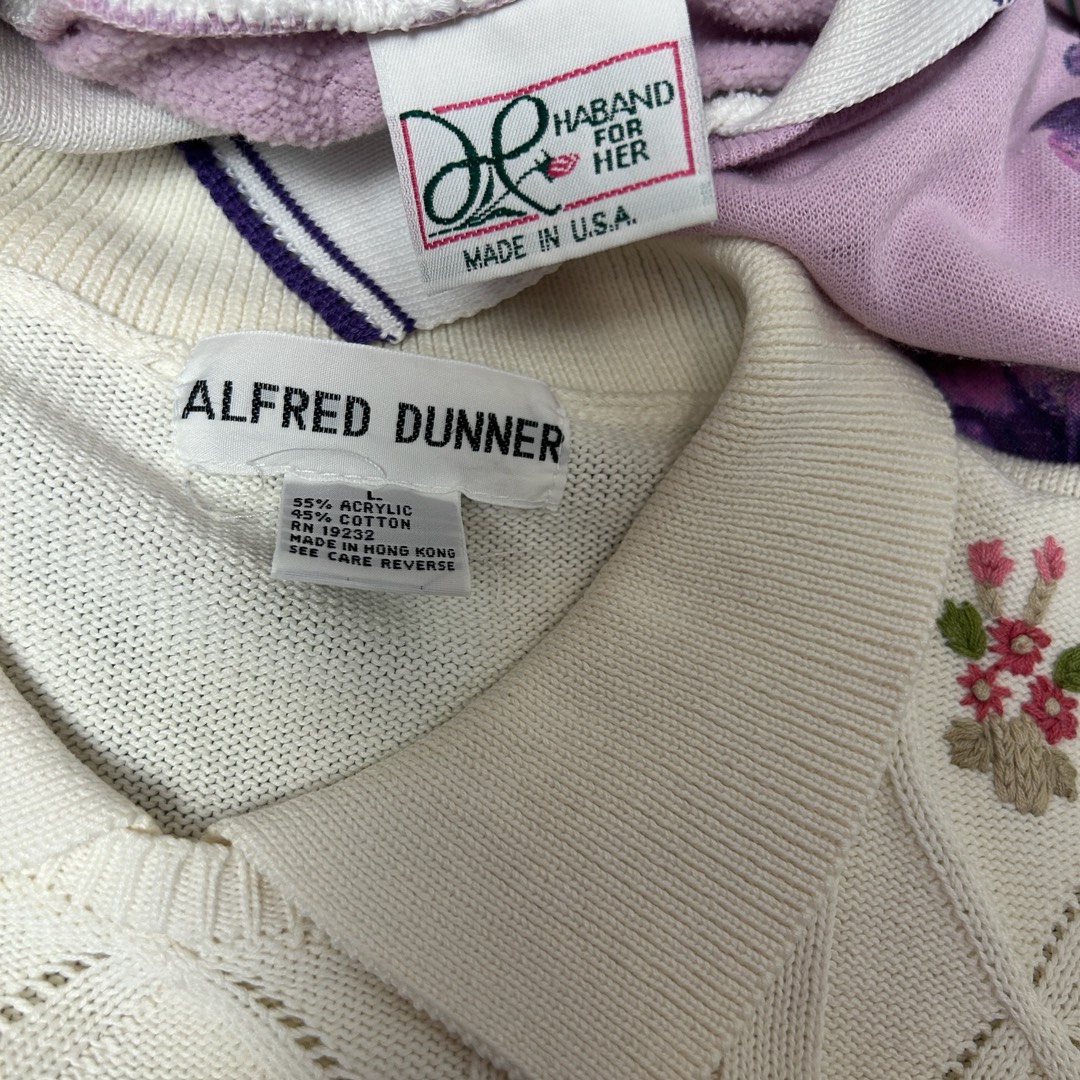 HABAND
FOR
HER
MADE IN U.S.A.
ALFRED DUNNER
L
55% ACRYLIC
45% COTTON
RN 19232
MADE IN HONG KONG
SEE CARE REVERSE